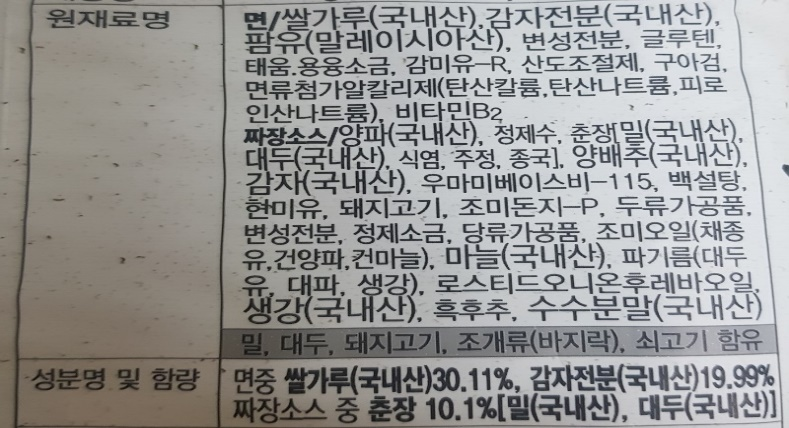 원재료명
면/쌀가루(국내산),감자전분(국내산),
팜유(말레이시아산), 변성전분, 글루텐,
태움.용융소금, 감미유-R, 산도조절제, 구아검,
면류첨가알칼리제(탄산칼륨,탄산나트륨,피로
인산나트륨), 비타민B2
짜장소스/양파(국내산), 정제수, 춘장[밀(국내산),
대두(국내산), 식염, 주정, 종국], 양배추(국내산),
감자(국내산), 우마미베이스비-115, 백설탕,
현미유, 돼지고기, 조미돈지-P, 두류가공품,
변성전분, 정제소금, 당류가공품, 조미오일(채종
유,건양파,컨마늘), 마늘(국내산), 파기름(대두
유, 대파, 생강), 로스티드오니온후레바오일,
생강(국내산), 흑후추, 수수분말(국내산)
밀, 대두, 돼지고기, 조개류(바지락), 쇠고기 함유
성분명 및 함량
면중 쌀가루(국내산)30.11%, 감자전분(국내산)19.99%
짜장소스 중 춘장 10.1%[밀(국내산), 대두(국내산)]